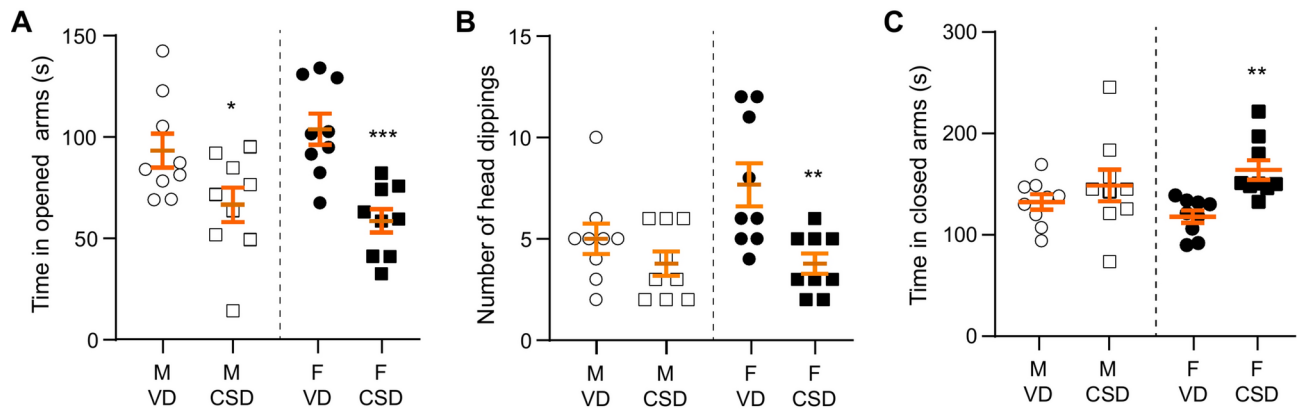 A
Time in opened arms (s)
150
100
50
0
*
***
M
VD
M
CSD
F
VD
F
CSD
B
Number of head dippings
15
10
5
0
**
M
VD
M
CSD
F
VD
F
CSD
C
Time in closed arms (s)
300
200
100
0
**
M
VD
M
CSD
F
VD
F
CSD